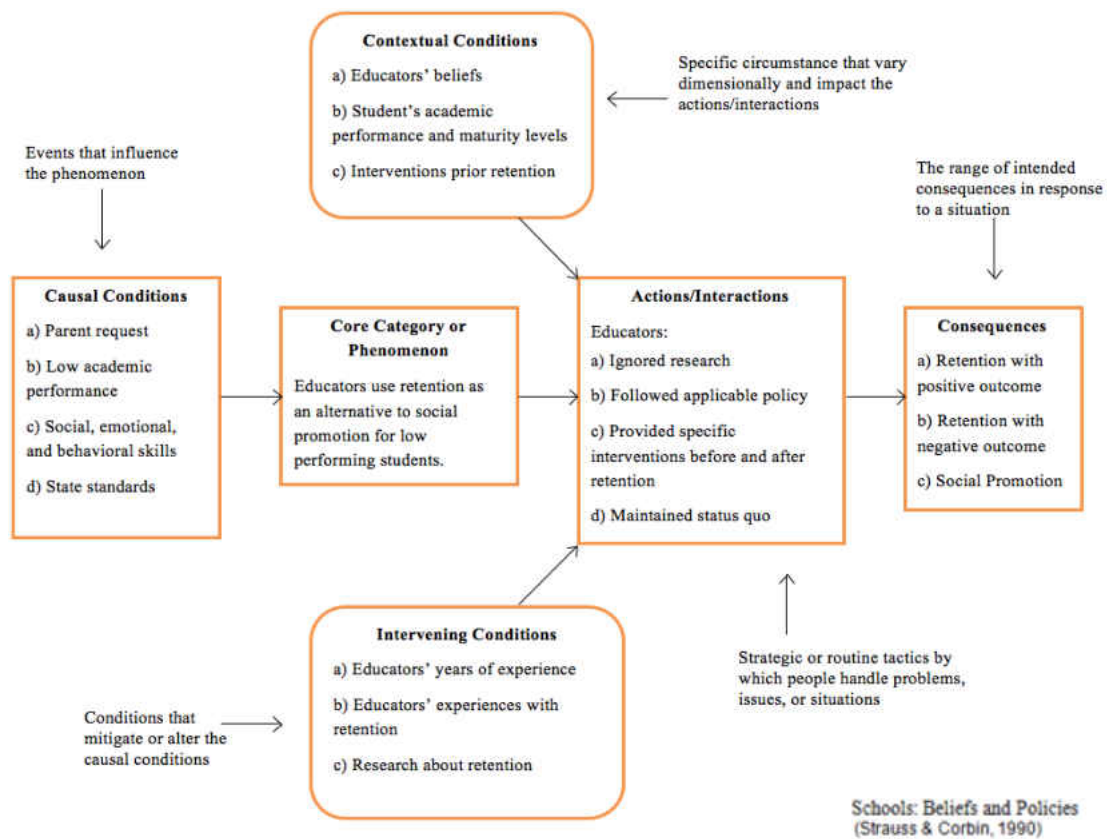 Contextual Conditions
a) Educators' beliefs
b) Student's academic
performance and maturity levels
c) Interventions prior retention
Specific circumstance that vary
dimensionally and impact the
actions/interactions
Events that influence
the phenomenon
The range of intended
consequences in response
to a situation
Causal Conditions
a) Parent request
b) Low academic
performance
c) Social, emotional,
and behavioral skills
d) State standards
Core Category or
Phenomenon
Educators use retention as
an alternative to social
promotion for low
performing students.
Actions/Interactions
Educators:
a) Ignored research
b) Followed applicable policy
c) Provided specific
interventions before and after
retention
d) Maintained status quo
Consequences
a) Retention with
positive outcome
b) Retention with
negative outcome
c) Social Promotion
Intervening Conditions
a) Educators' years of experience
b) Educators' experiences with
retention
c) Research about retention
Conditions that
mitigate or alter the
causal conditions
Strategic or routine tactics by
which people handle problems,
issues, or situations
Schools: Beliefs and Policies
(Strauss & Corbin, 1990)